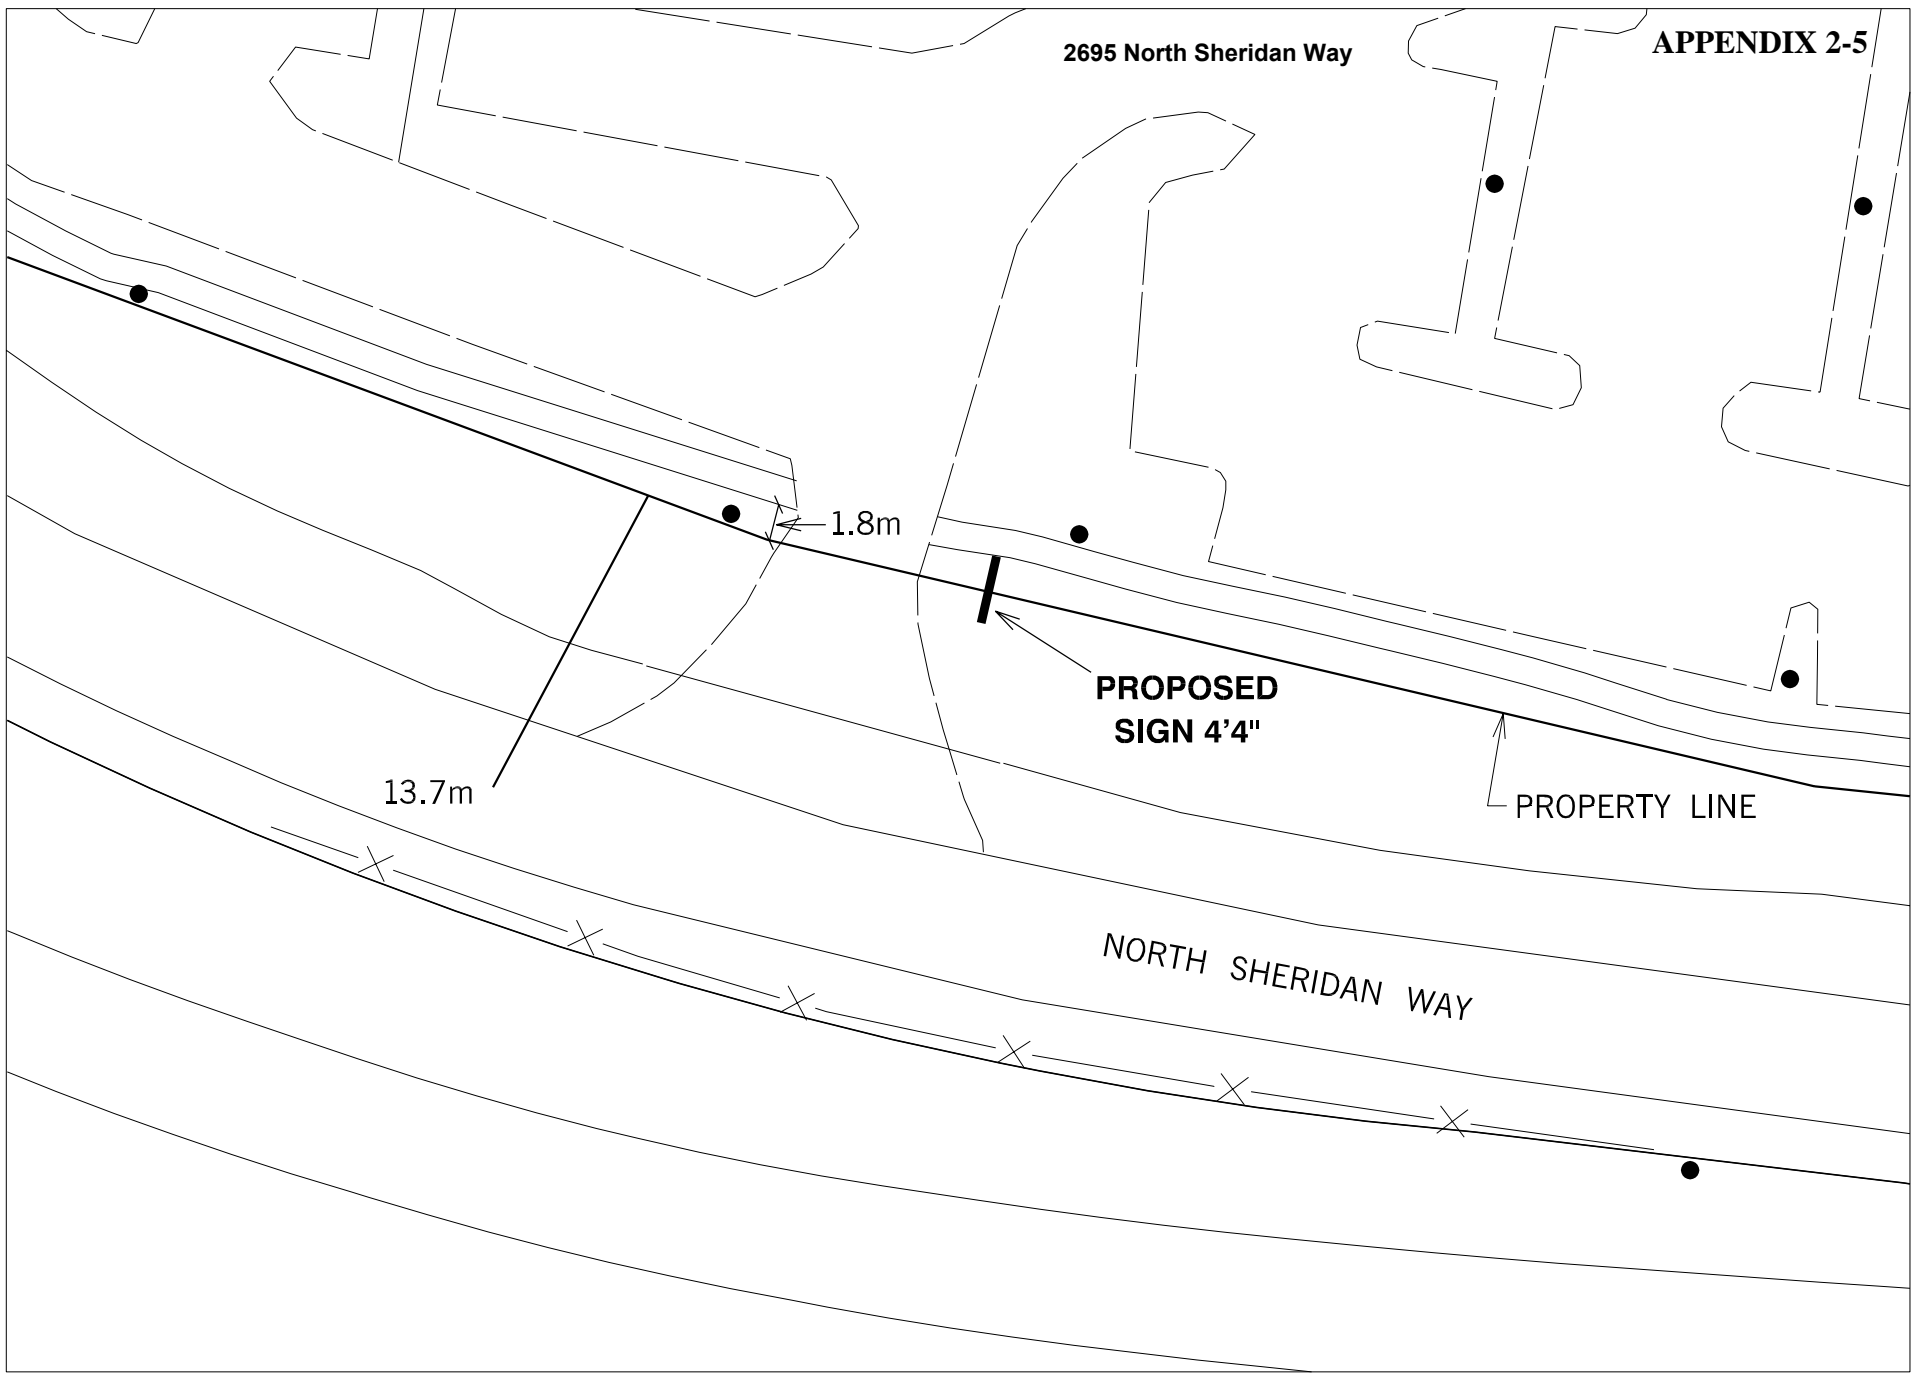 2695 North Sheridan Way
APPENDIX 2-5
1.8m
PROPOSED
SIGN 4'4"
13.7m
PROPERTY LINE
NORTH SHERIDAN WAY